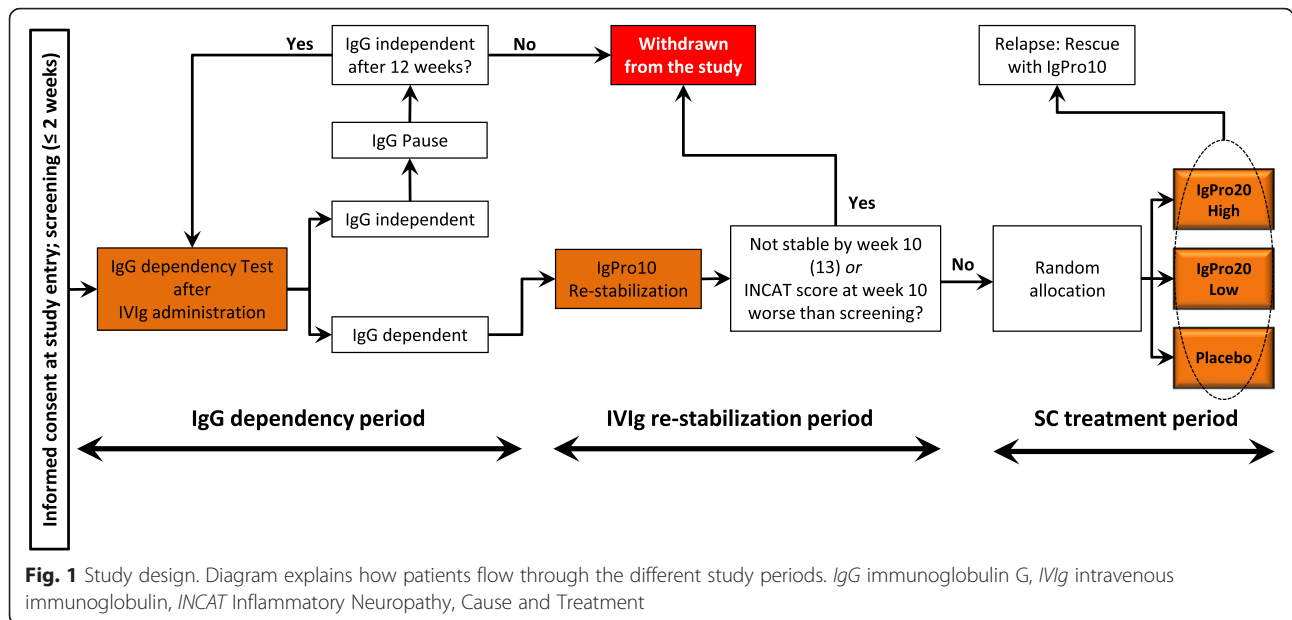 Informed consent at study entry; screening (≤ 2 weeks)
Yes
IgG independent
after 12 weeks?
No
Withdrawn
from the study
Relapse: Rescue
with IgPro10
IgG Pause
IgG independent
IgG dependency Test
after
IVIg administration
IgG dependent
IgPro10
Re-stabilization
Yes
Not stable by week 10
(13) or
INCAT score at week 10
worse than screening?
No
Random
allocation
IgPro20
High
IgPro20
Low
Placebo
IgG dependency period
IVIg re-stabilization period
SC treatment period
Fig. 1 Study design. Diagram explains how patients flow through the different study periods. IgG immunoglobulin G, IVIg intravenous
immunoglobulin, INCAT Inflammatory Neuropathy, Cause and Treatment